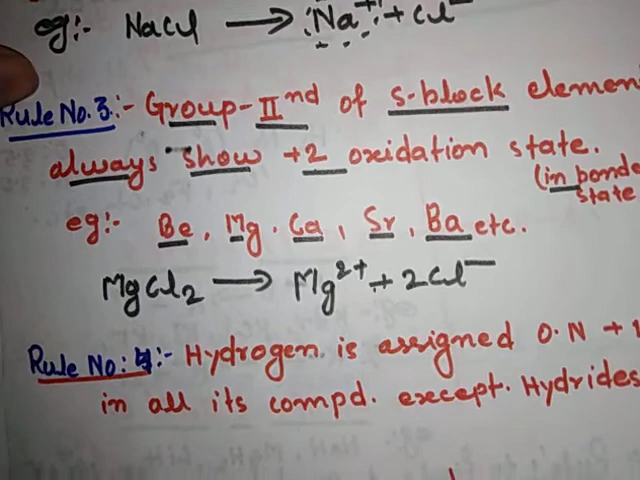 eg:- NaCl ⟶ Na⁺ + Cl⁻
Rule No. 3:- Group-IInd of s-block elemen
always show +2 oxidation state.
(in bonde
state
eg:- Be, Mg. Ca, Sr, Ba etc.
MgCl₂ ⟶ Mg²⁺ + 2Cl⁻
Rule No: 4:- Hydrogen is assigned O.N +1
in all its compd. except. Hydrides